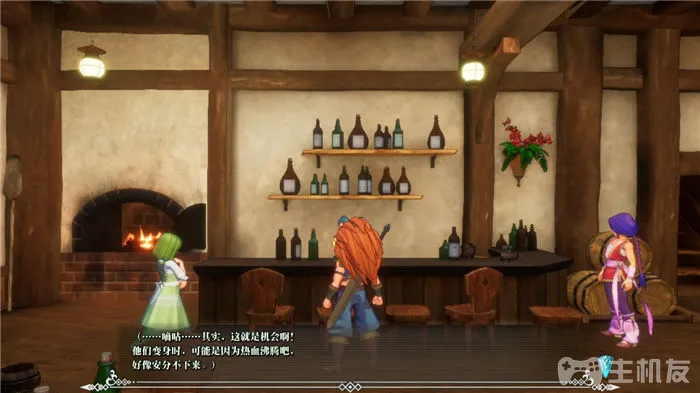 （……嘀咕……其实，这就是机会啊！
他们变身时，可能是因为热血沸腾吧，
好像安分不下来。）
生机友